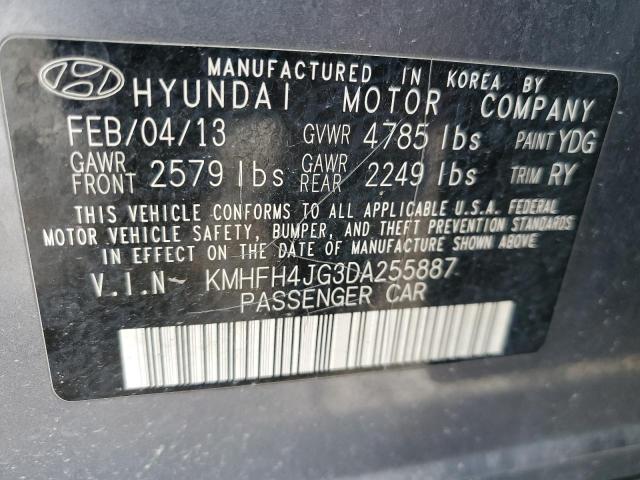 MANUFACTURED IN KOREA BY
HYUNDAI MOTOR COMPANY
FEB/04/13 GVWR 4785 lbs PAINT YDG
GAWR FRONT 2579 lbs GAWR REAR 2249 lbs TRIM RY
THIS VEHICLE CONFORMS TO ALL APPLICABLE U.S.A. FEDERAL
MOTOR VEHICLE SAFETY, BUMPER, AND THEFT PREVENTION STANDARDS
IN EFFECT ON THE DATE OF MANUFACTURE SHOWN ABOVE.
V.I.N- KMHFH4JG3DA255887
PASSENGER CAR